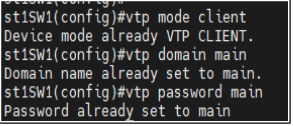 st1SW1(config)#vtp mode client
Device mode already VTP CLIENT.
st1SW1(config)#vtp domain main
Domain name already set to main.
st1SW1(config)#vtp password main
Password already set to main